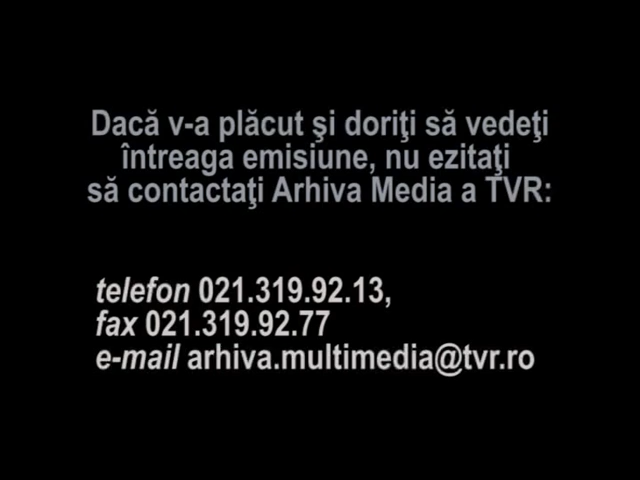 Dacă v-a plăcut şi doriţi să vedeţi
întreaga emisiune, nu ezitaţi
să contactaţi Arhiva Media a TVR:
telefon 021.319.92.13,
fax 021.319.92.77
e-mail arhiva.multimedia@tvr.ro